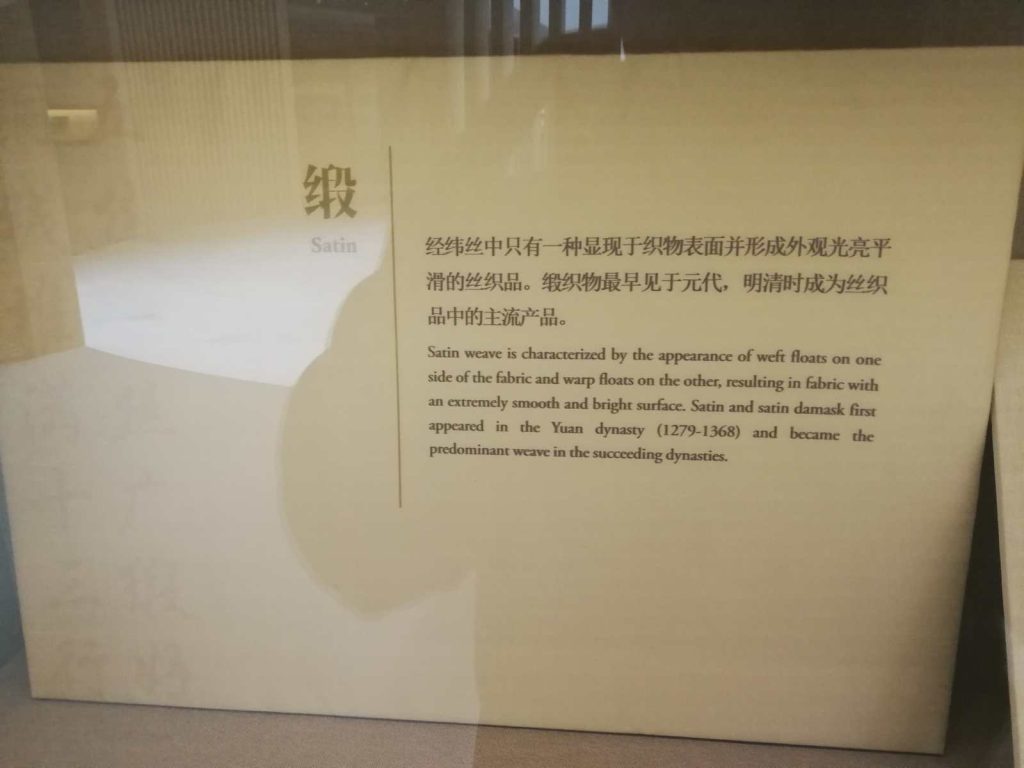 缎
Satin
经纬丝中只有一种显现于织物表面并形成外观光亮平
滑的丝织品。缎织物最早见于元代，明清时成为丝织
品中的主流产品。
Satin weave is characterized by the appearance of weft floats on one
side of the fabric and warp floats on the other, resulting in fabric with
an extremely smooth and bright surface. Satin and satin damask first
appeared in the Yuan dynasty (1279-1368) and became the
predominant weave in the succeeding dynasties.